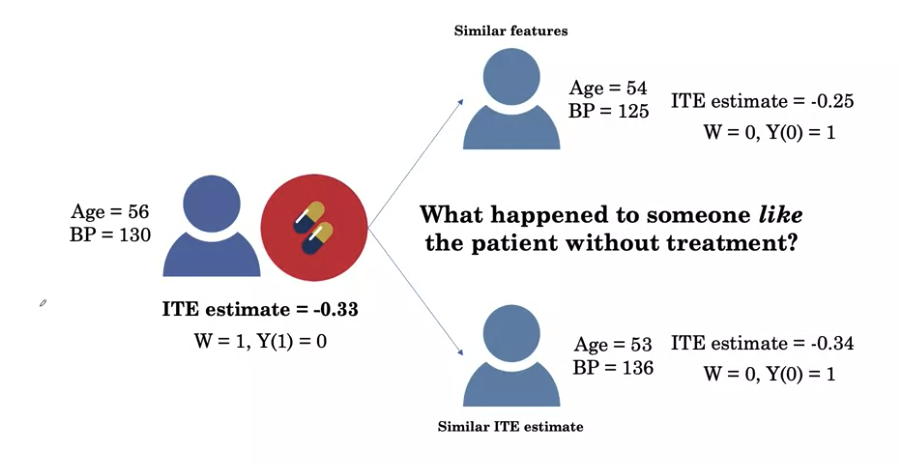 Similar features
Age = 54
BP = 125
ITE estimate = -0.25
W = 0, Y(0) = 1
Age = 56
BP = 130
What happened to someone like
the patient without treatment?
ITE estimate = -0.33
W = 1, Y(1) = 0
Age = 53
BP = 136
ITE estimate = -0.34
W = 0, Y(0) = 1
Similar ITE estimate